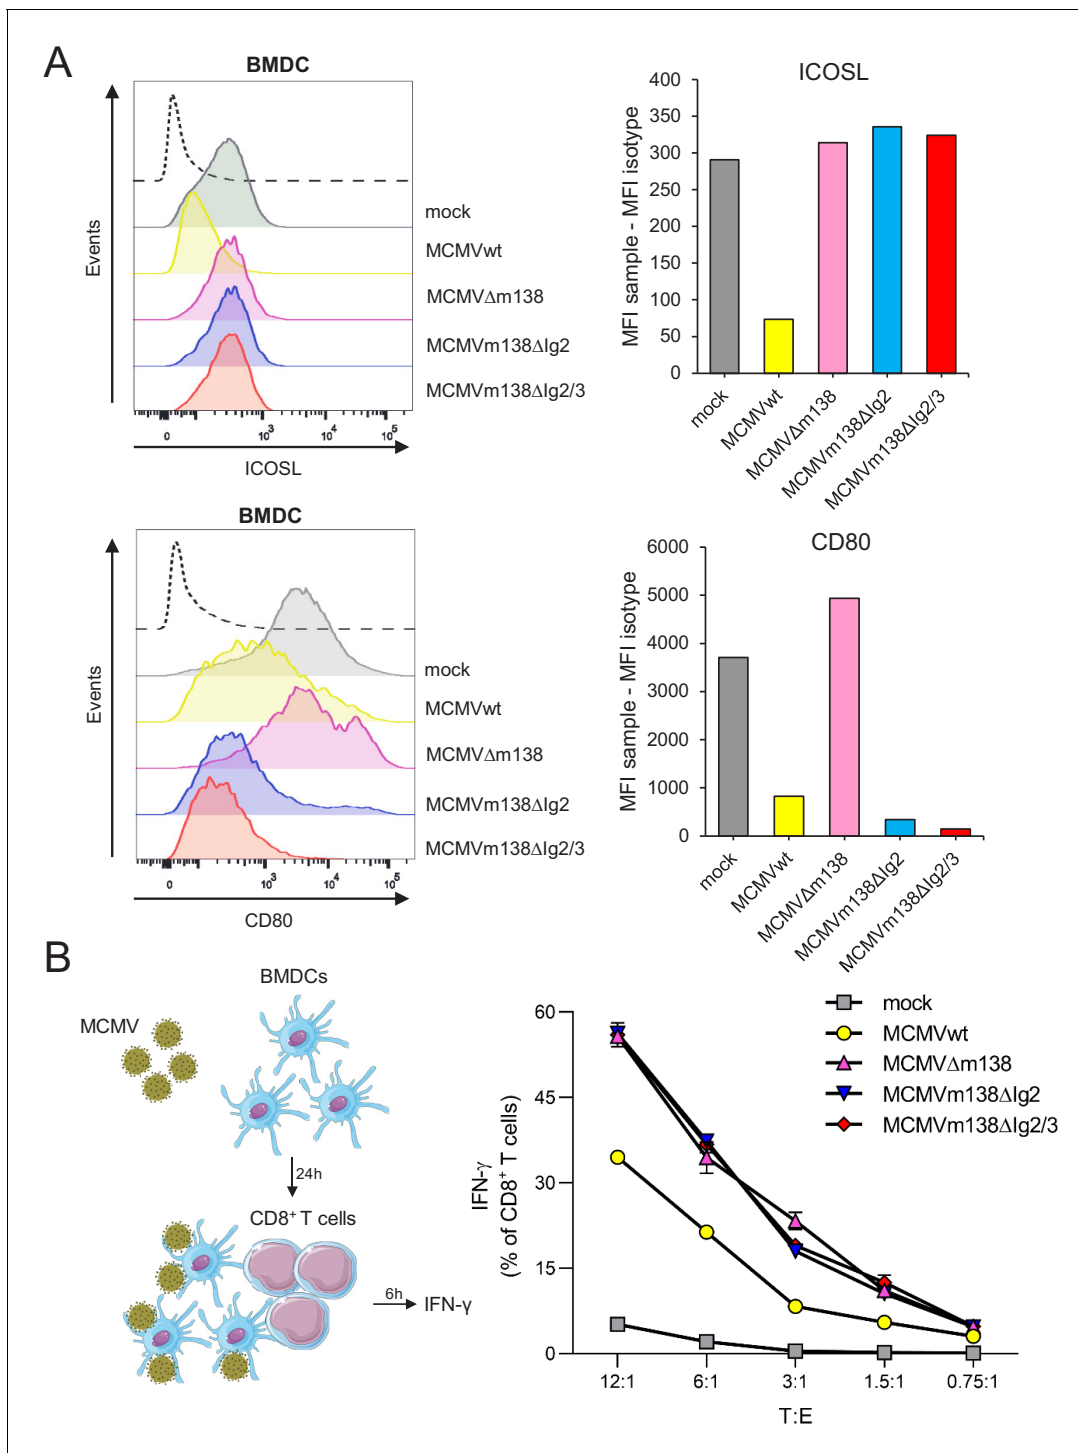 A
BMDC
Events
mock
MCMVwt
MCMVΔm138
MCMVm138ΔIg2
MCMVm138ΔIg2/3
0 10³ 10⁴ 10⁵
ICOSL
ICOSL
MFI sample - MFI isotype
400
350
300
250
200
150
100
50
0
mock
MCMVwt
MCMVΔm138
MCMVm138ΔIg2
MCMVm138ΔIg2/3
BMDC
Events
mock
MCMVwt
MCMVΔm138
MCMVm138ΔIg2
MCMVm138ΔIg2/3
0 10³ 10⁴ 10⁵
CD80
CD80
MFI sample - MFI isotype
6000
5000
4000
3000
2000
1000
0
mock
MCMVwt
MCMVΔm138
MCMVm138ΔIg2
MCMVm138ΔIg2/3
B
BMDCs
MCMV
24h
CD8⁺ T cells
6h
IFN-γ
mock
MCMVwt
MCMVΔm138
MCMVm138ΔIg2
MCMVm138ΔIg2/3
IFN-γ
(% of CD8⁺ T cells)
60
45
30
15
0
12:1 6:1 3:1 1.5:1 0.75:1
T:E